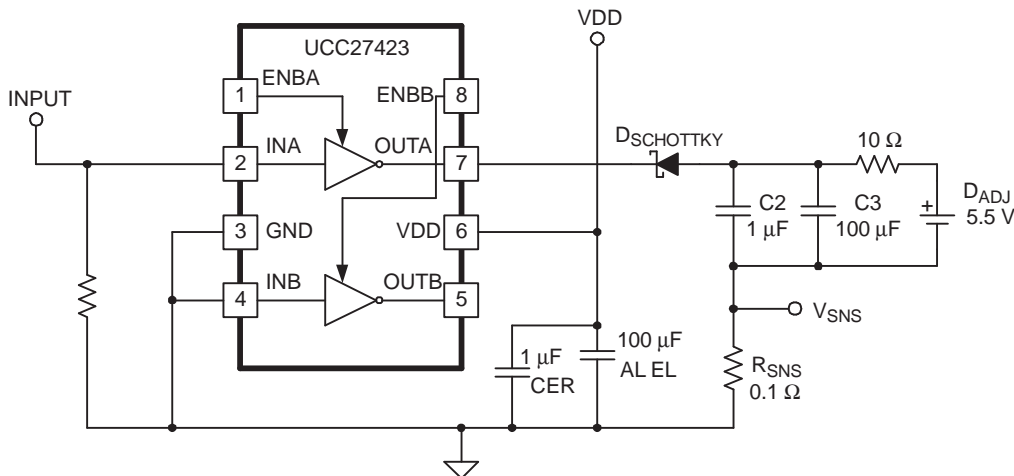 VDD
UCC27423
INPUT
ENBA
ENBB
1
8
DSCHOTTKY
10 Ω
INA
OUTA
2
7
C2
1 μF
C3
100 μF
DADJ
5.5 V
+
3
GND
VDD
6
4
INB
OUTB
5
VSNS
1 μF
CER
100 μF
AL EL
RSNS
0.1 Ω